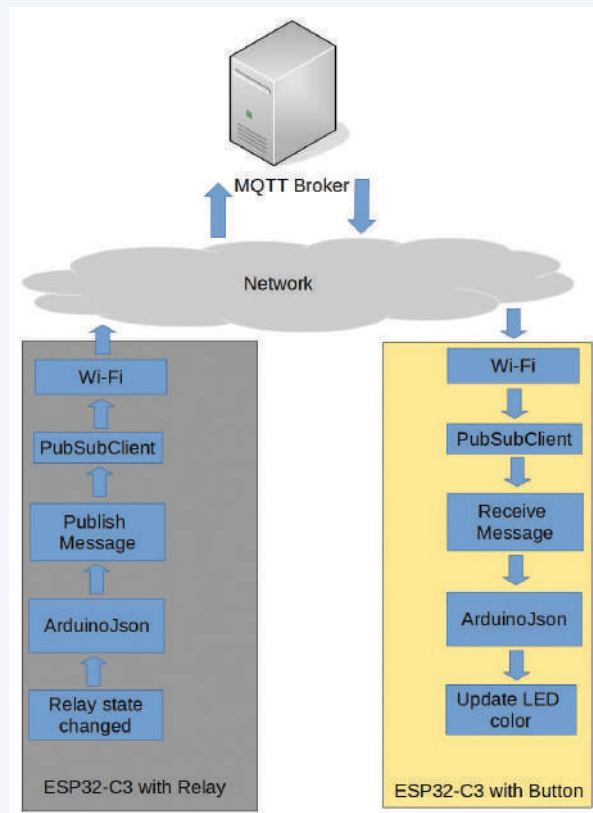 MQTT Broker
Network
Wi-Fi
PubSubClient
Publish
Message
ArduinoJson
Relay state
changed
ESP32-C3 with Relay
Wi-Fi
PubSubClient
Receive
Message
ArduinoJson
Update LED
color
ESP32-C3 with Button